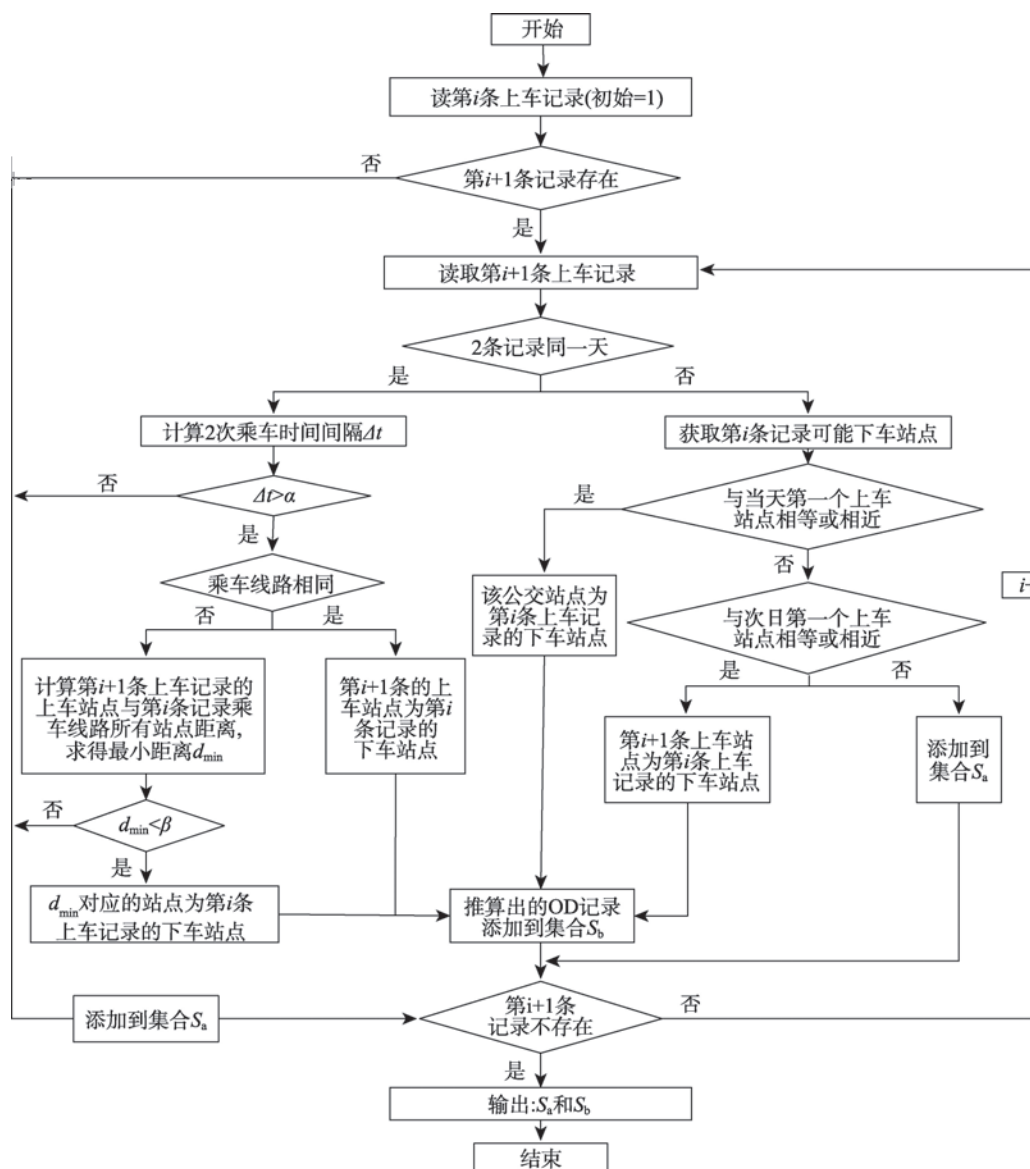 开始
读第i条上车记录(初始=1)
否
第i+1条记录存在
是
读取第i+1条上车记录
2条记录同一天
是
否
计算2次乘车时间间隔Δt
获取第i条记录可能下车站点
否
Δt>α
是
与当天第一个上车
站点相等或相近
是
否
乘车线路相同
否
是
该公交站点为
第i条上车记
录的下车站点
与次日第一个上车
站点相等或相近
i-
是
否
计算第i+1条上车记录的
上车站点与第i条记录乘
车线路所有站点距离,
求得最小距离dmin
第i+1条的上
车站点为第i
条记录的
下车站点
第i+1条上车站
点为第i条上车
记录的下车站点
添加到
集合Sa
否
dmin<β
是
dmin对应的站点为第i条
上车记录的下车站点
推算出的OD记录
添加到集合Sb
添加到集合Sa
第i+1条
记录不存在
否
是
输出:Sa和Sb
结束